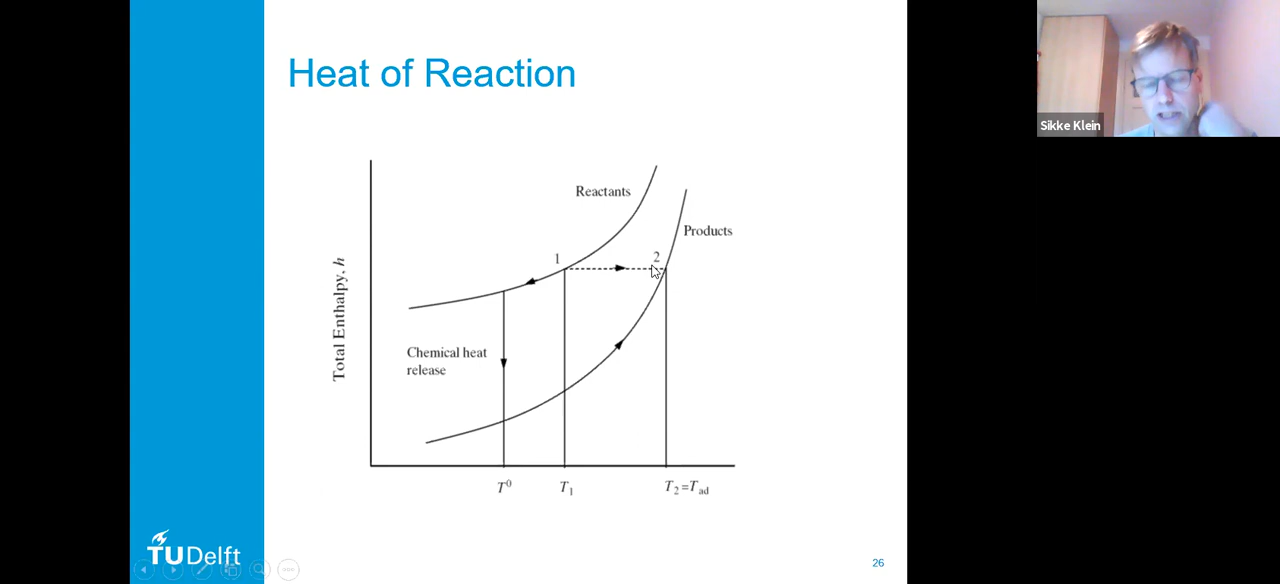 Heat of Reaction
Sikke Klein
Reactants
Products
1
2
Total Enthalpy, h
Chemical heat
release
T⁰
T₁
T₂=Tad
TUDelft
26